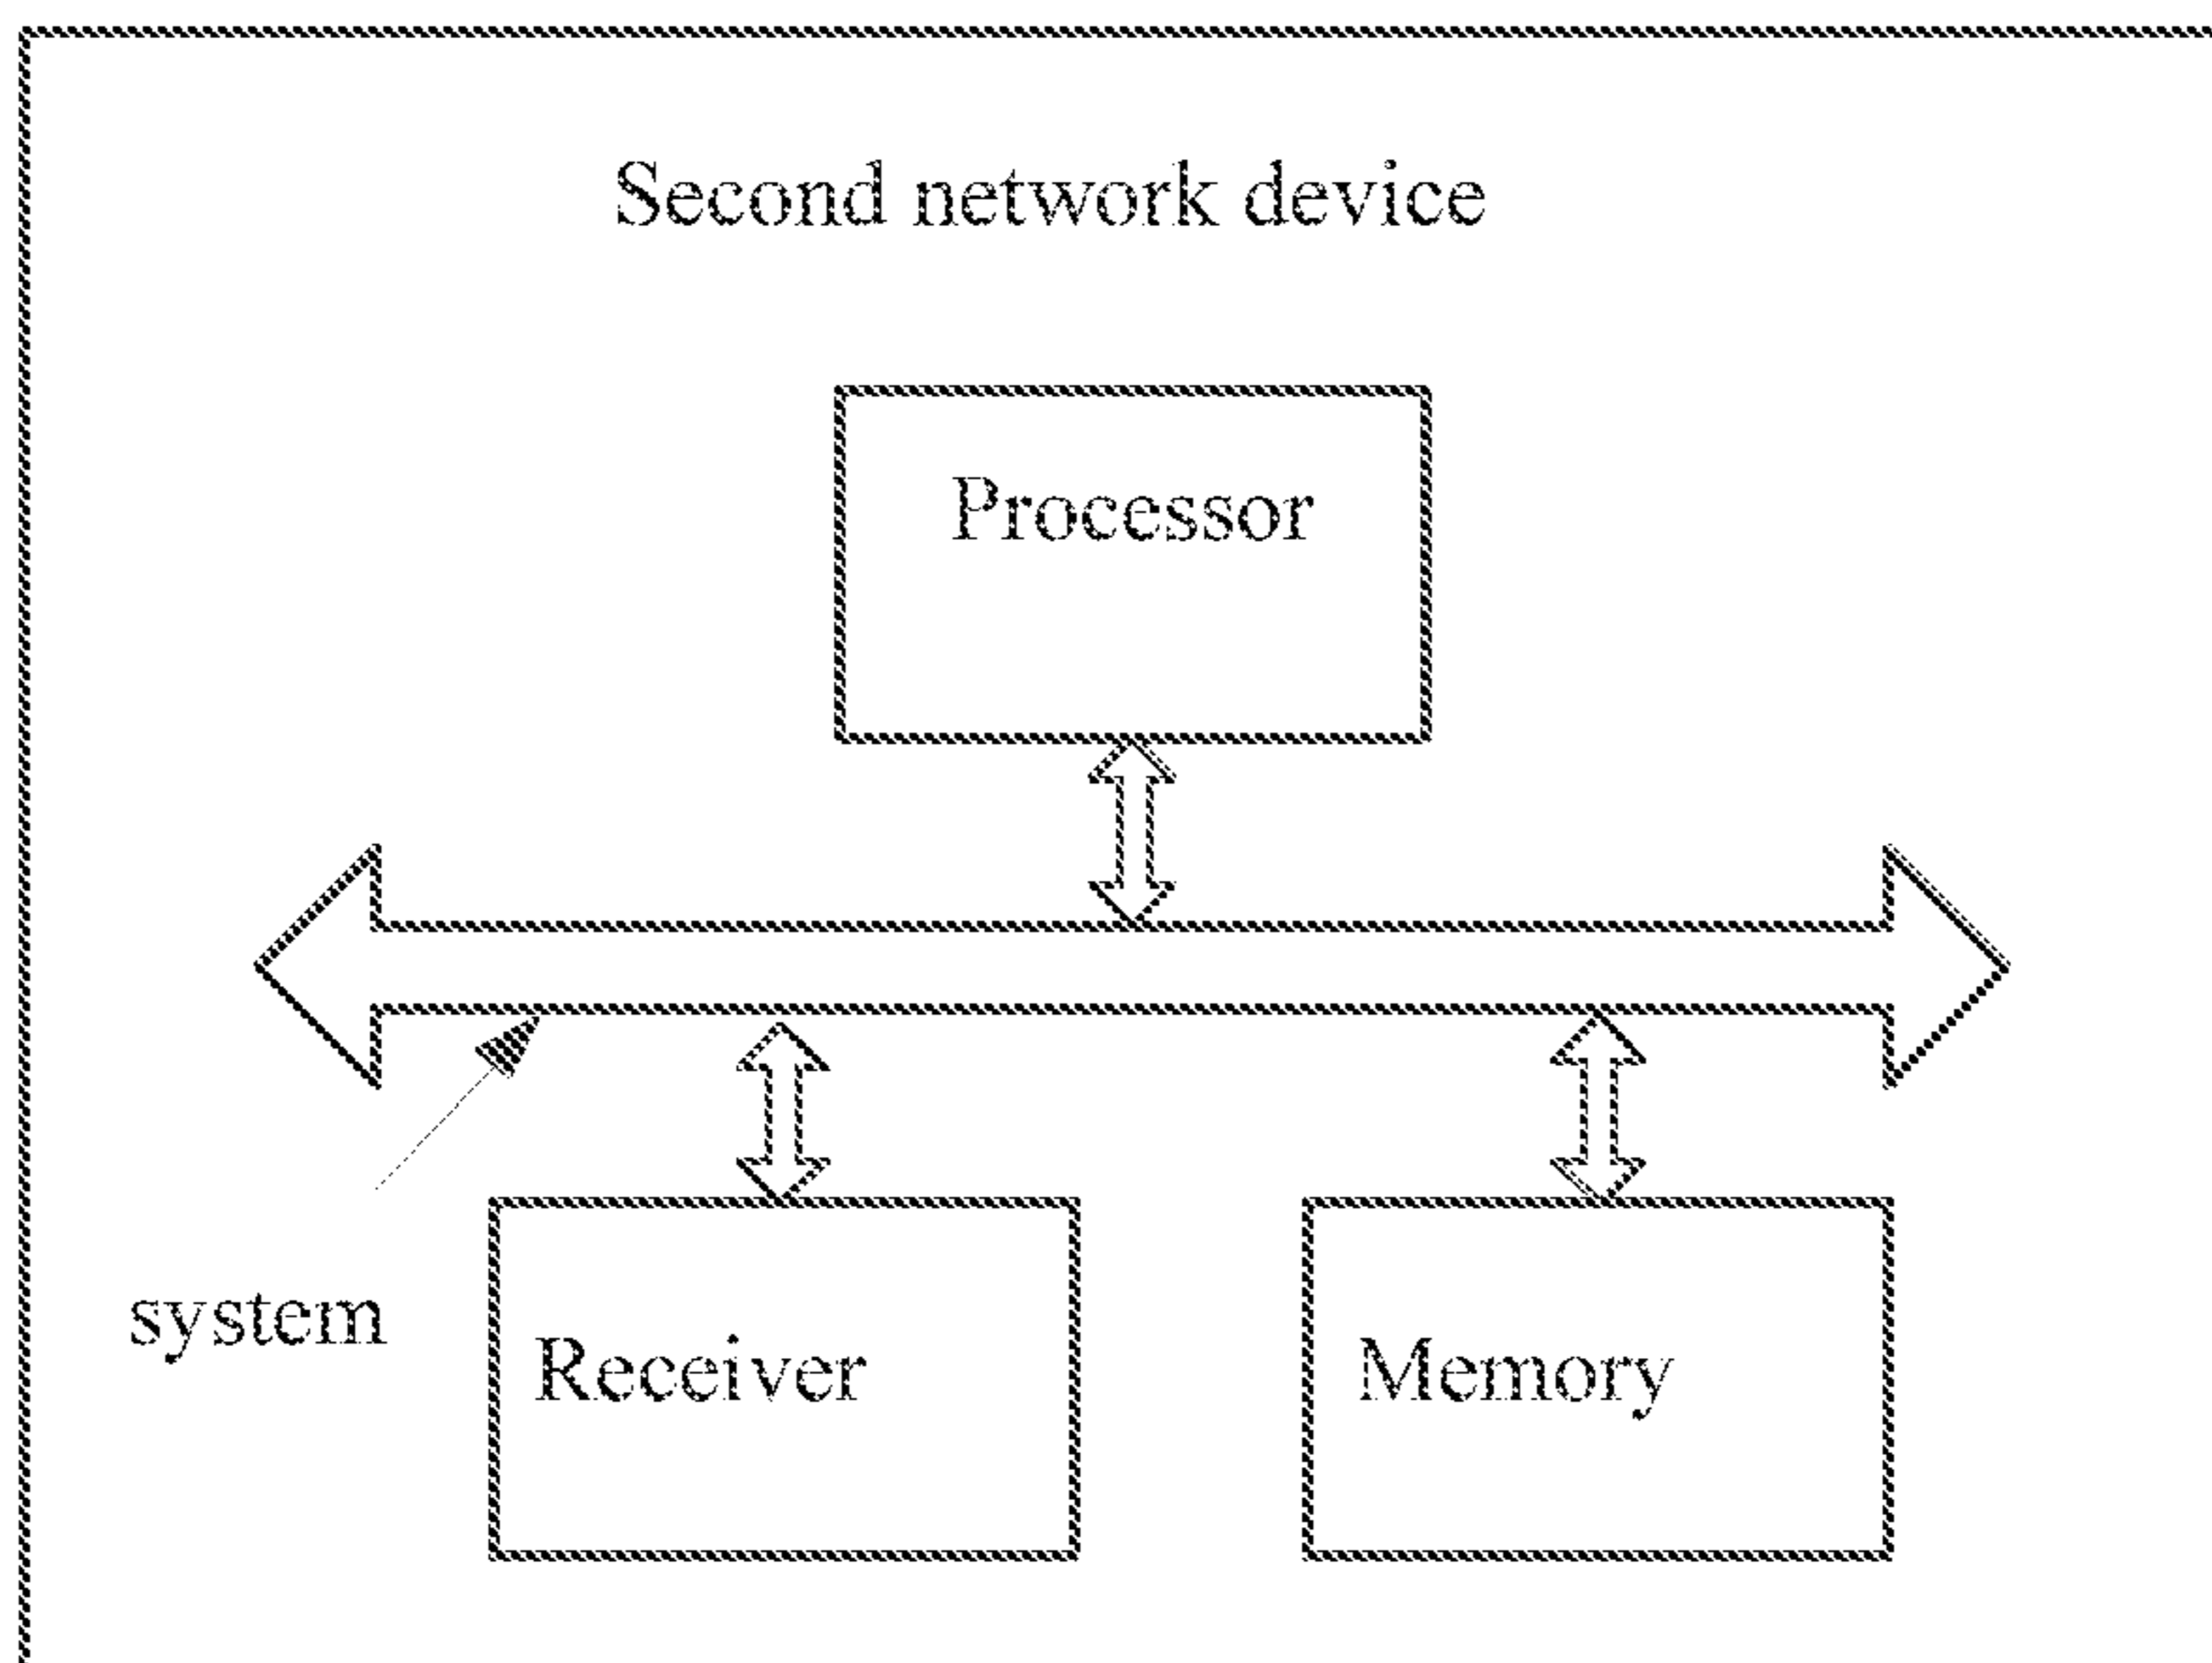 Second network device
Processor
system
Receiver
Memory